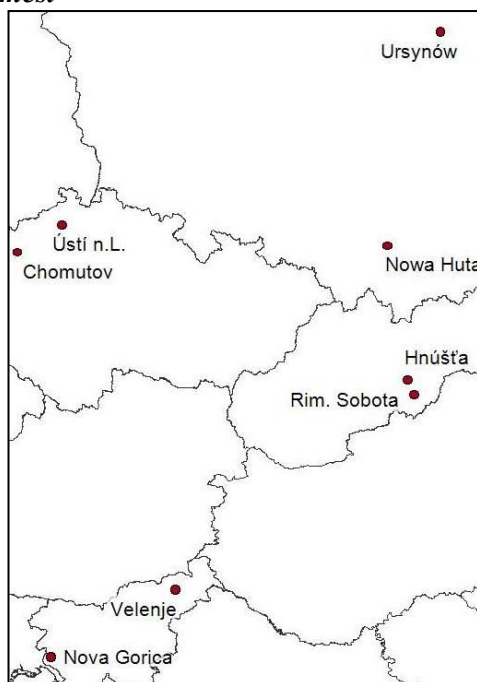 Ursynów
Ústí n.L.
Chomutov
Nowa Huta
Hnúšťa
Rim. Sobota
Velenje
Nova Gorica